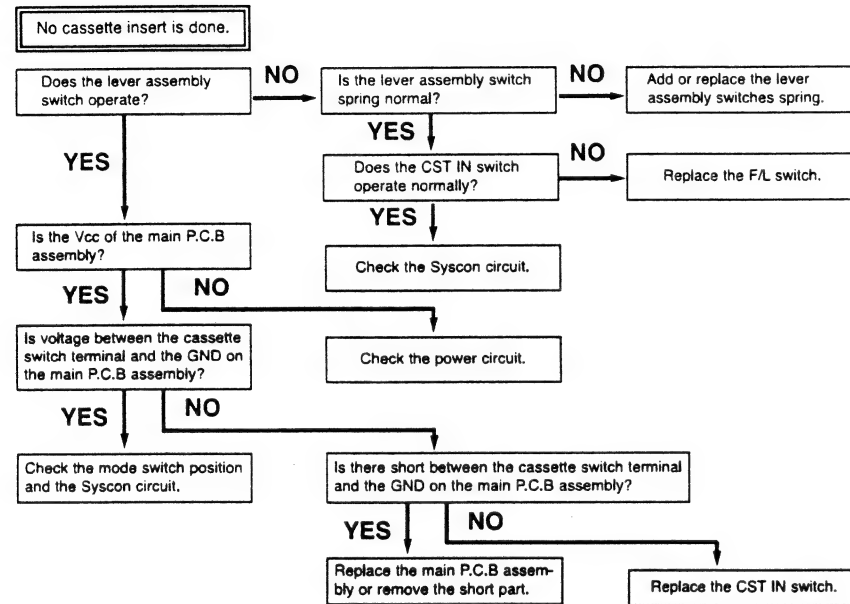 No cassette insert is done.
Does the lever assembly
switch operate?
NO
Is the lever assembly switch
spring normal?
NO
Add or replace the lever
assembly switches spring.
YES
YES
Does the CST IN switch
operate normally?
NO
Replace the F/L switch.
YES
Is the Vcc of the main P.C.B
assembly?
Check the Syscon circuit.
YES
NO
Is voltage between the cassette
switch terminal and the GND on
the main P.C.B assembly?
Check the power circuit.
YES
NO
Check the mode switch position
and the Syscon circuit.
Is there short between the cassette switch terminal
and the GND on the main P.C.B assembly?
YES
NO
Replace the main P.C.B assem-
bly or remove the short part.
Replace the CST IN switch.